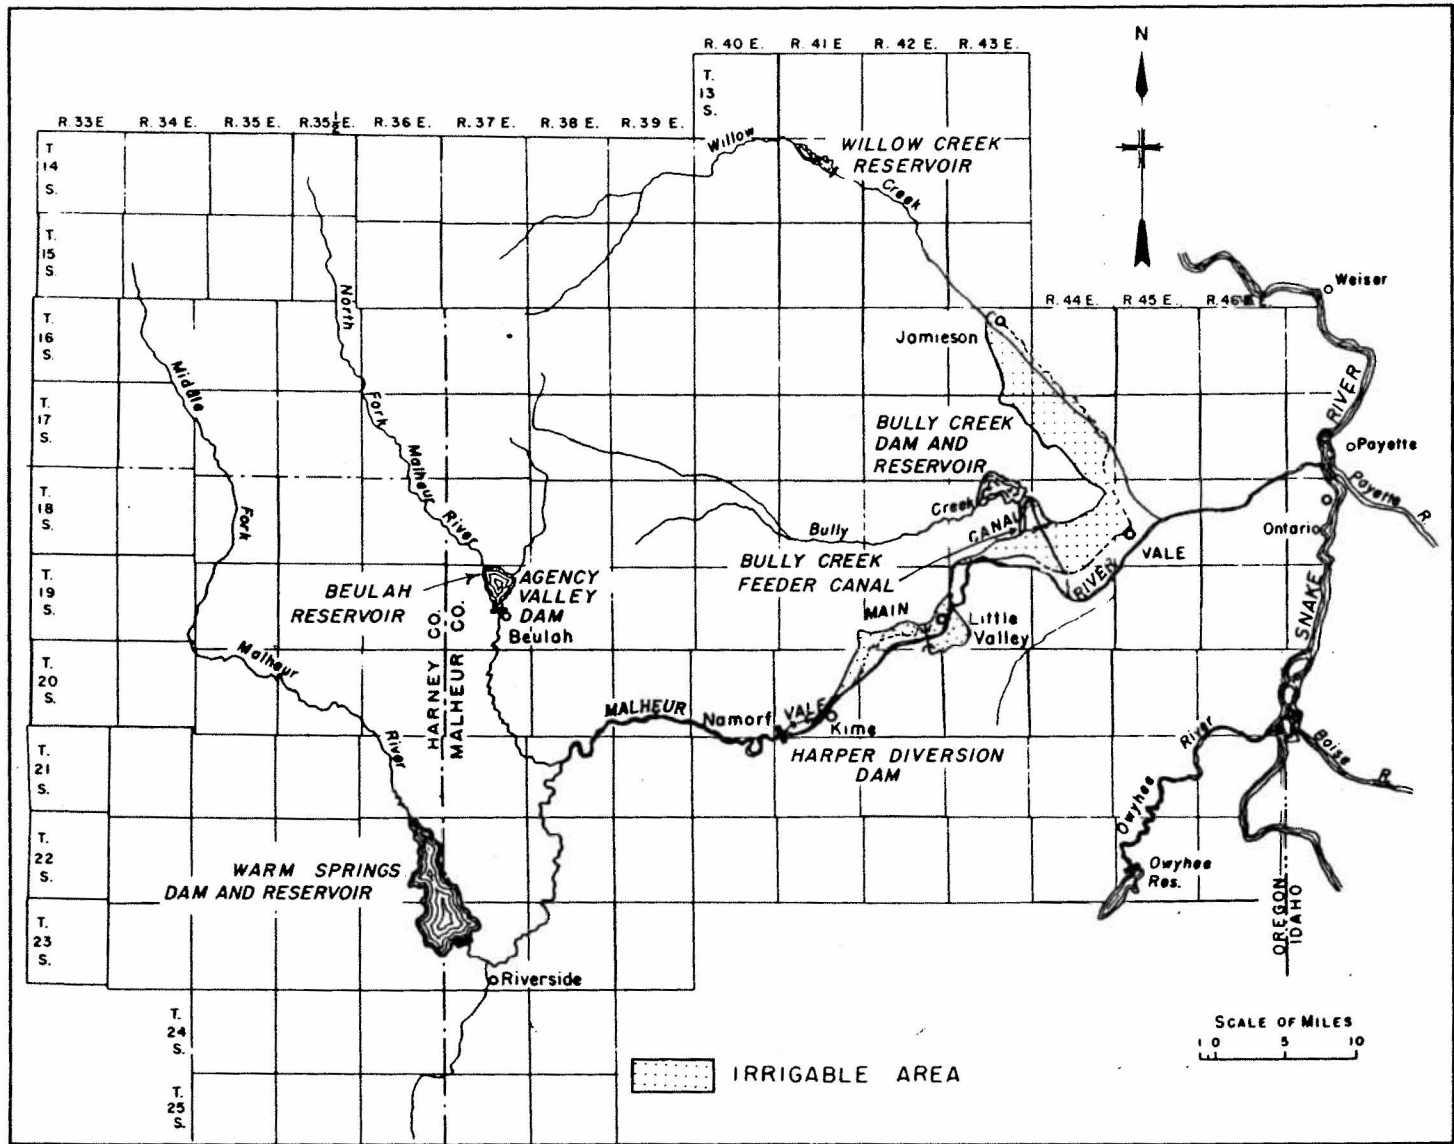 N
R. 40 E. R. 41 E R. 42 E. R. 43 E.
T.
13
S.
R. 33E R. 34 E. R. 35 E. R. 35½E. R. 36 E. R. 37 E. R. 38 E. R. 39 E.
T
14
S.
Willow
Creek
WILLOW CREEK
RESERVOIR
T.
15
S.
North
Fork
Malheur
River
Weiser
R. 44 E. R 45 E. R. 46
T.
16
S.
Jamieson
Middle
Fork
RIVER
T.
17
S.
BULLY CREEK
DAM AND
RESERVOIR
Payette
Payette R.
T.
18
S.
Creek
Bully
CANAL
Ontario
VALE
BULLY CREEK
FEEDER CANAL
RIVER
T.
19
S.
BEULAH
RESERVOIR
AGENCY
VALLEY
DAM
Beulah
MAIN
Little
Valley
SNAKE
HARNEY CO.
MALHEUR CO.
T.
20
S.
Malheur
River
MALHEUR
Namorf
VALE
Kime
HARPER DIVERSION
DAM
River
Owyhee
Boise
R.
T.
21
S.
T.
22
S.
WARM SPRINGS
DAM AND RESERVOIR
Owyhee
Res.
OREGON
IDAHO
T.
23
S.
Riverside
T.
24
S.
SCALE OF MILES
1 0 5 10
IRRIGABLE AREA
T.
25
S.